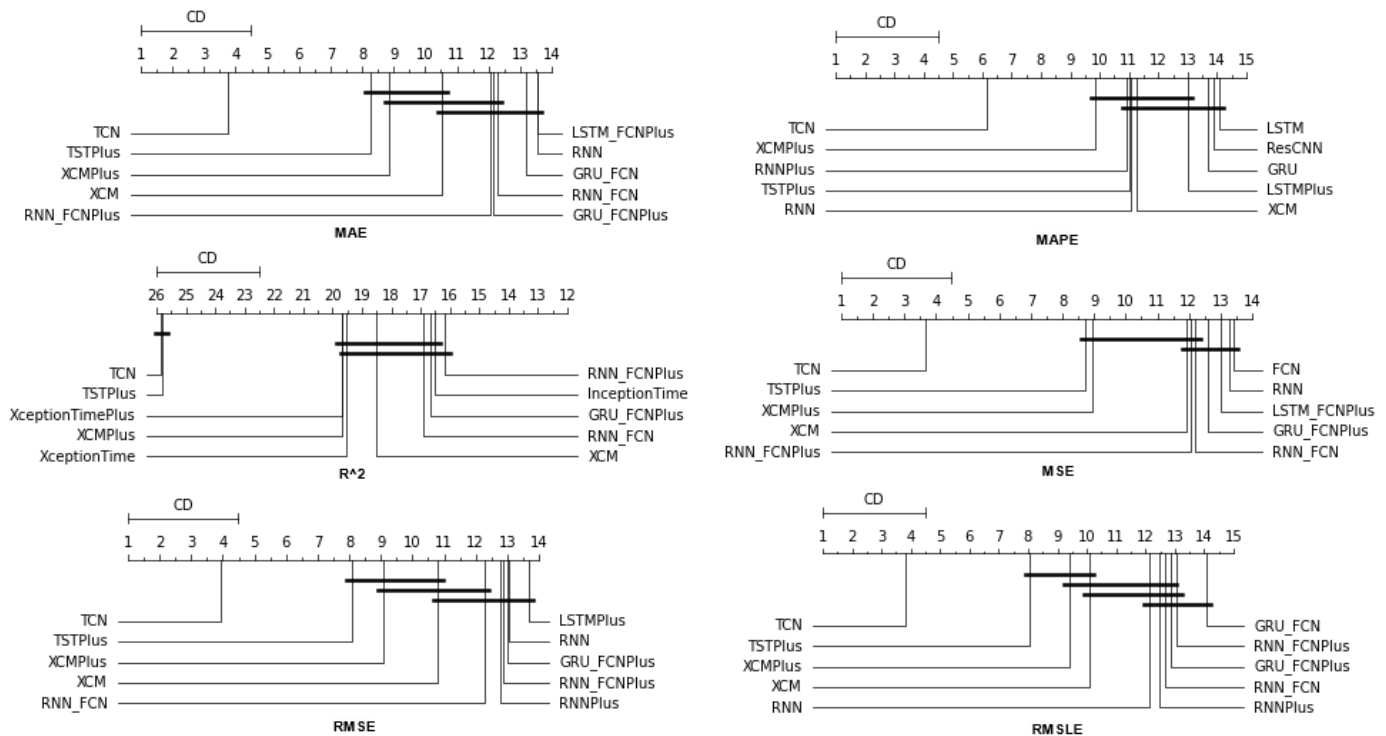 CD
1 2 3 4 5 6 7 8 9 10 11 12 13 14
TCN LSTM_FCNPlus
TSTPlus RNN
XCMPlus GRU_FCN
XCM RNN_FCN
RNN_FCNPlus GRU_FCNPlus
MAE
CD
1 2 3 4 5 6 7 8 9 10 11 12 13 14 15
TCN LSTM
XCMPlus ResCNN
RNNPlus GRU
TSTPlus LSTMPlus
RNN XCM
MAPE
CD
26 25 24 23 22 21 20 19 18 17 16 15 14 13 12
TCN RNN_FCNPlus
TSTPlus InceptionTime
XceptionTimePlus GRU_FCNPlus
XCMPlus RNN_FCN
XceptionTime XCM
R^2
CD
1 2 3 4 5 6 7 8 9 10 11 12 13 14
TCN FCN
TSTPlus RNN
XCMPlus LSTM_FCNPlus
XCM GRU_FCNPlus
RNN_FCNPlus RNN_FCN
MSE
CD
1 2 3 4 5 6 7 8 9 10 11 12 13 14
TCN LSTMPlus
TSTPlus RNN
XCMPlus GRU_FCNPlus
XCM RNN_FCNPlus
RNN_FCN RNNPlus
RMSE
CD
1 2 3 4 5 6 7 8 9 10 11 12 13 14 15
TCN GRU_FCN
TSTPlus RNN_FCNPlus
XCMPlus GRU_FCNPlus
XCM RNN_FCN
RNN RNNPlus
RMSLE